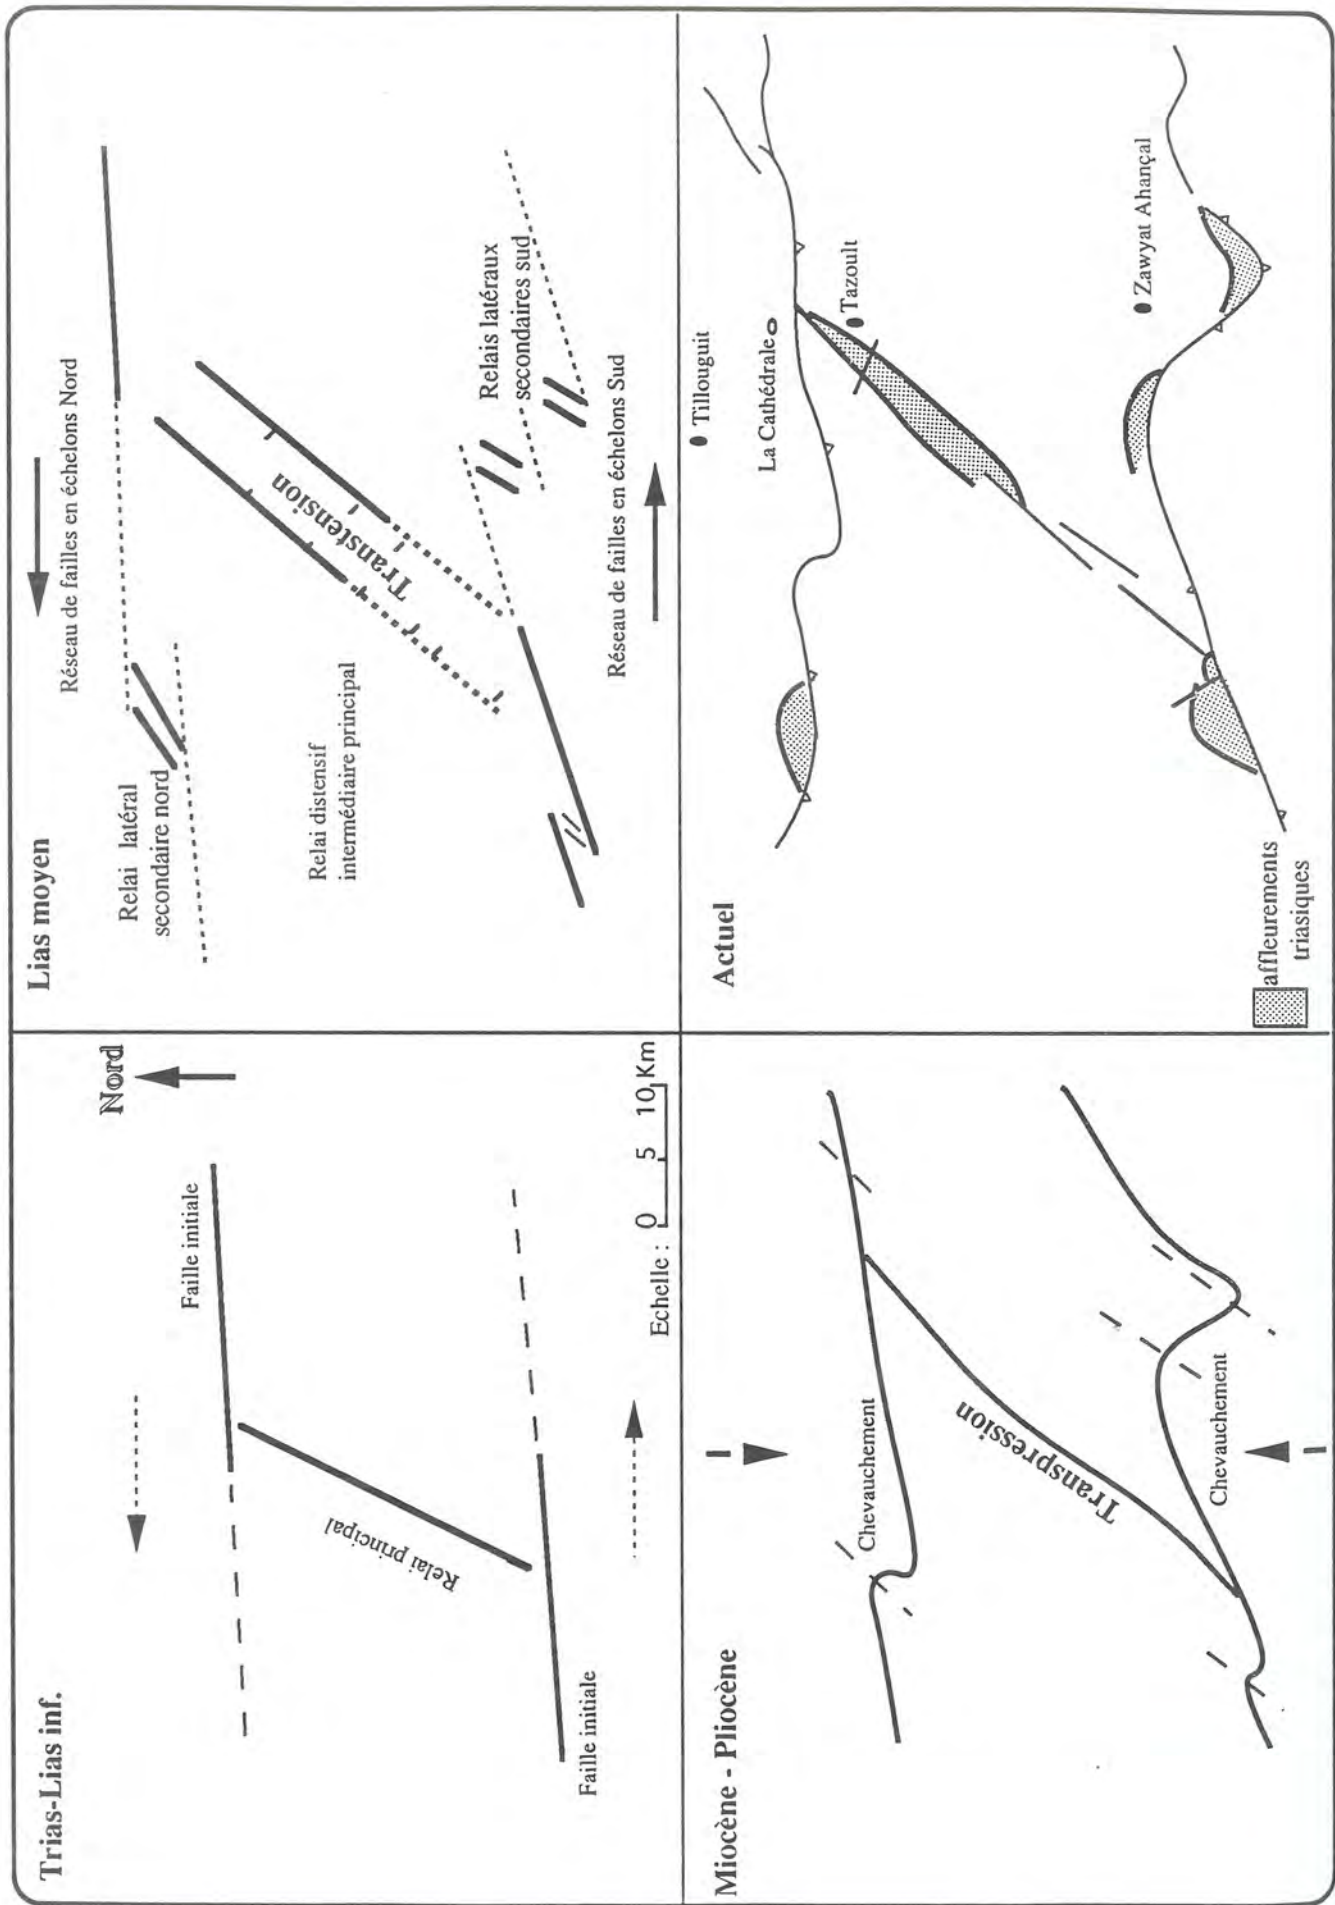 Trias-Lias inf.
Nord
Faille initiale
Relai principal
Faille initiale
Echelle : 0 5 10 Km
Lias moyen
Réseau de failles en échelons Nord
Relai latéral
secondaire nord
Transtension
Relai distensif
intermédiaire principal
Relais latéraux
secondaires sud
Réseau de failles en échelons Sud
Miocène - Pliocène
Chevauchement
Transpression
Chevauchement
Actuel
Tillouguit
La Cathédrale
Tazoult
Zawyat Ahançal
affleurements
triasiques